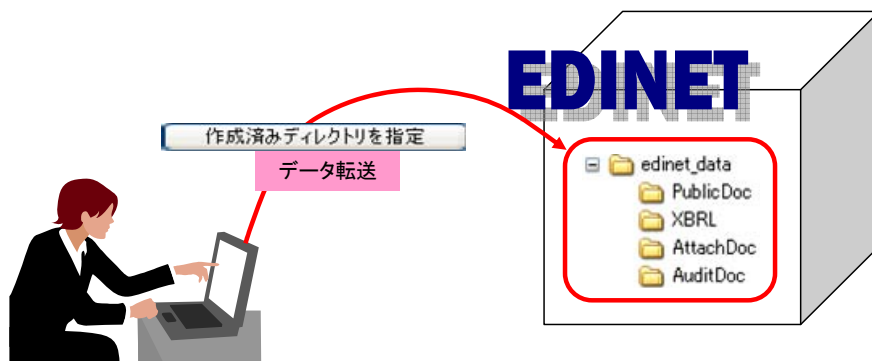 EDINET
作成済みディレクトリを指定
データ転送
edinet_data
PublicDoc
XBRL
AttachDoc
AuditDoc